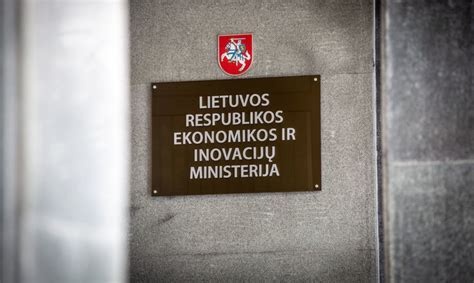 LIETUVOS
RESPUBLIKOS
EKONOMIKOS IR
INOVACIJŲ
MINISTERIJA